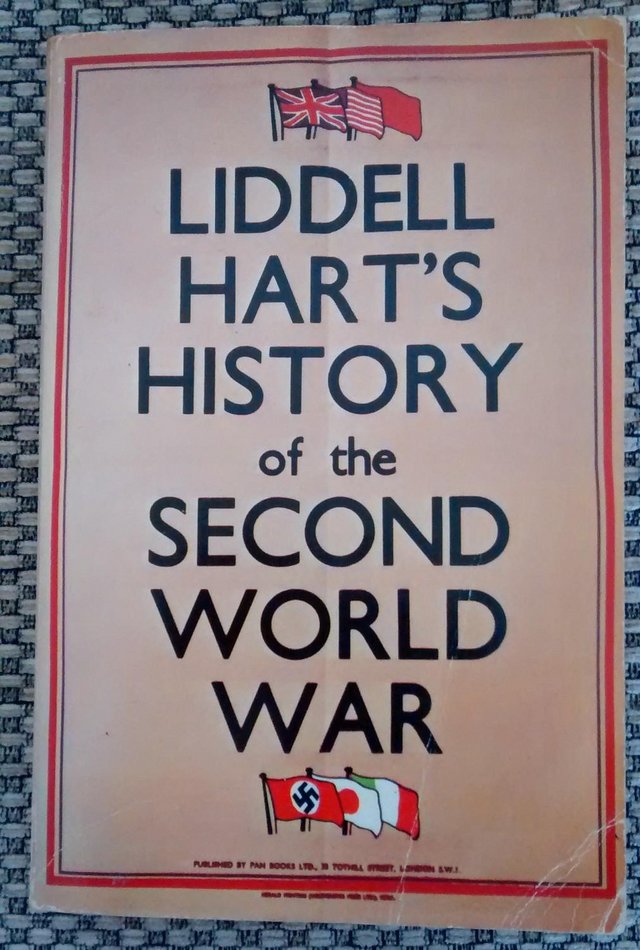 LIDDELL
HART'S
HISTORY
of the
SECOND
WORLD
WAR
PUBLISHED BY PAN BOOKS LTD., 33 TOTHILL STREET, LONDON S.W.1.